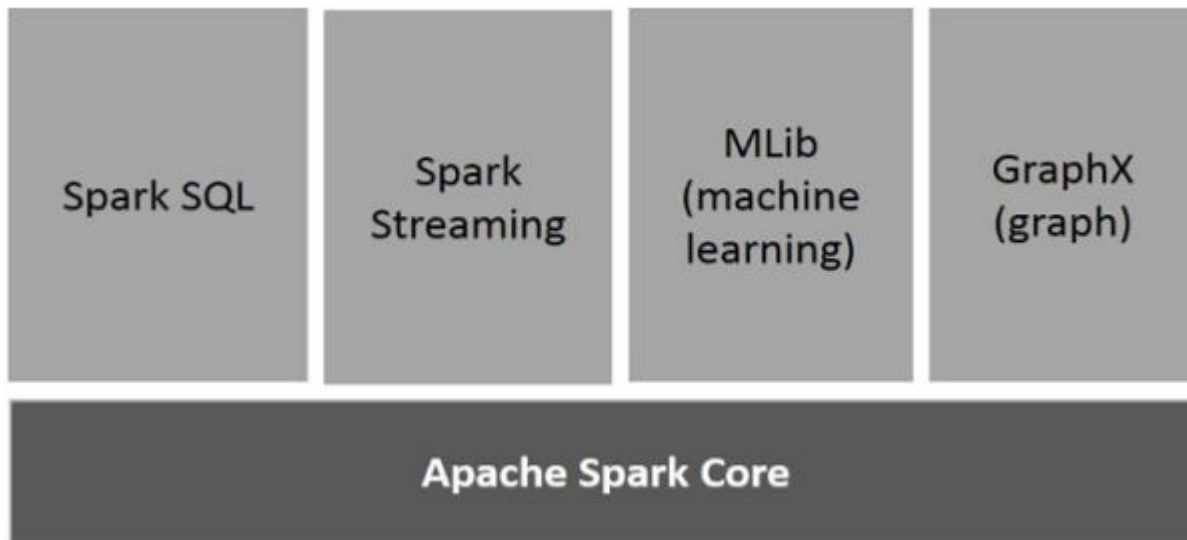 Spark SQL
Spark
Streaming
MLib
(machine
learning)
GraphX
(graph)
Apache Spark Core